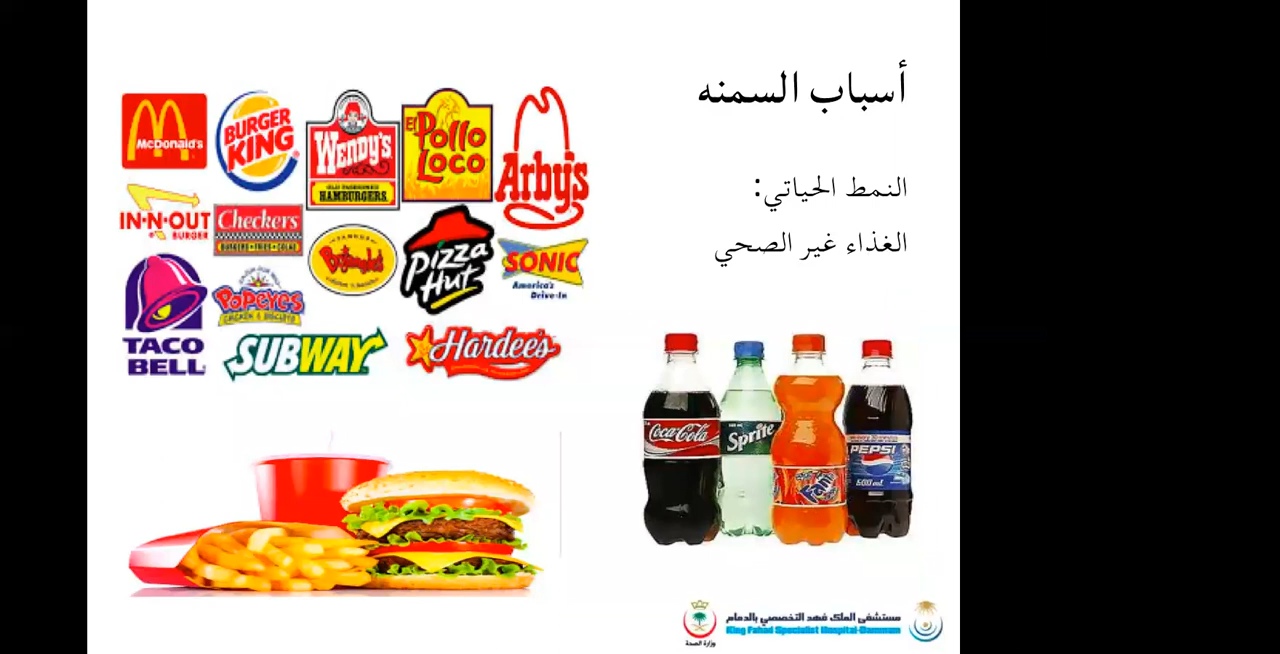 أسباب السمنه
النمط الحياتي:
الغذاء غير الصحي
McDonald's
BURGER
KING
WENDY'S
OLD FASHIONED
HAMBURGERS.
El
Pollo
Loco
Arby's
IN-N-OUT
BURGER
Checkers
BURGERS • FRIES • COLAS
Bojangles
Pizza
Hut
SONIC
America's
Drive-In
TACO
BELL
POPEYES
CHICKEN & BISCUITS
SUBWAY
Hardee's
Coca-Cola
Sprite
Fanta
PEPSI
600 mL
مستشفى الملك فهد التخصصي بالدمام
King Fahad Specialist Hospital-Dammam
وزارة الصحة